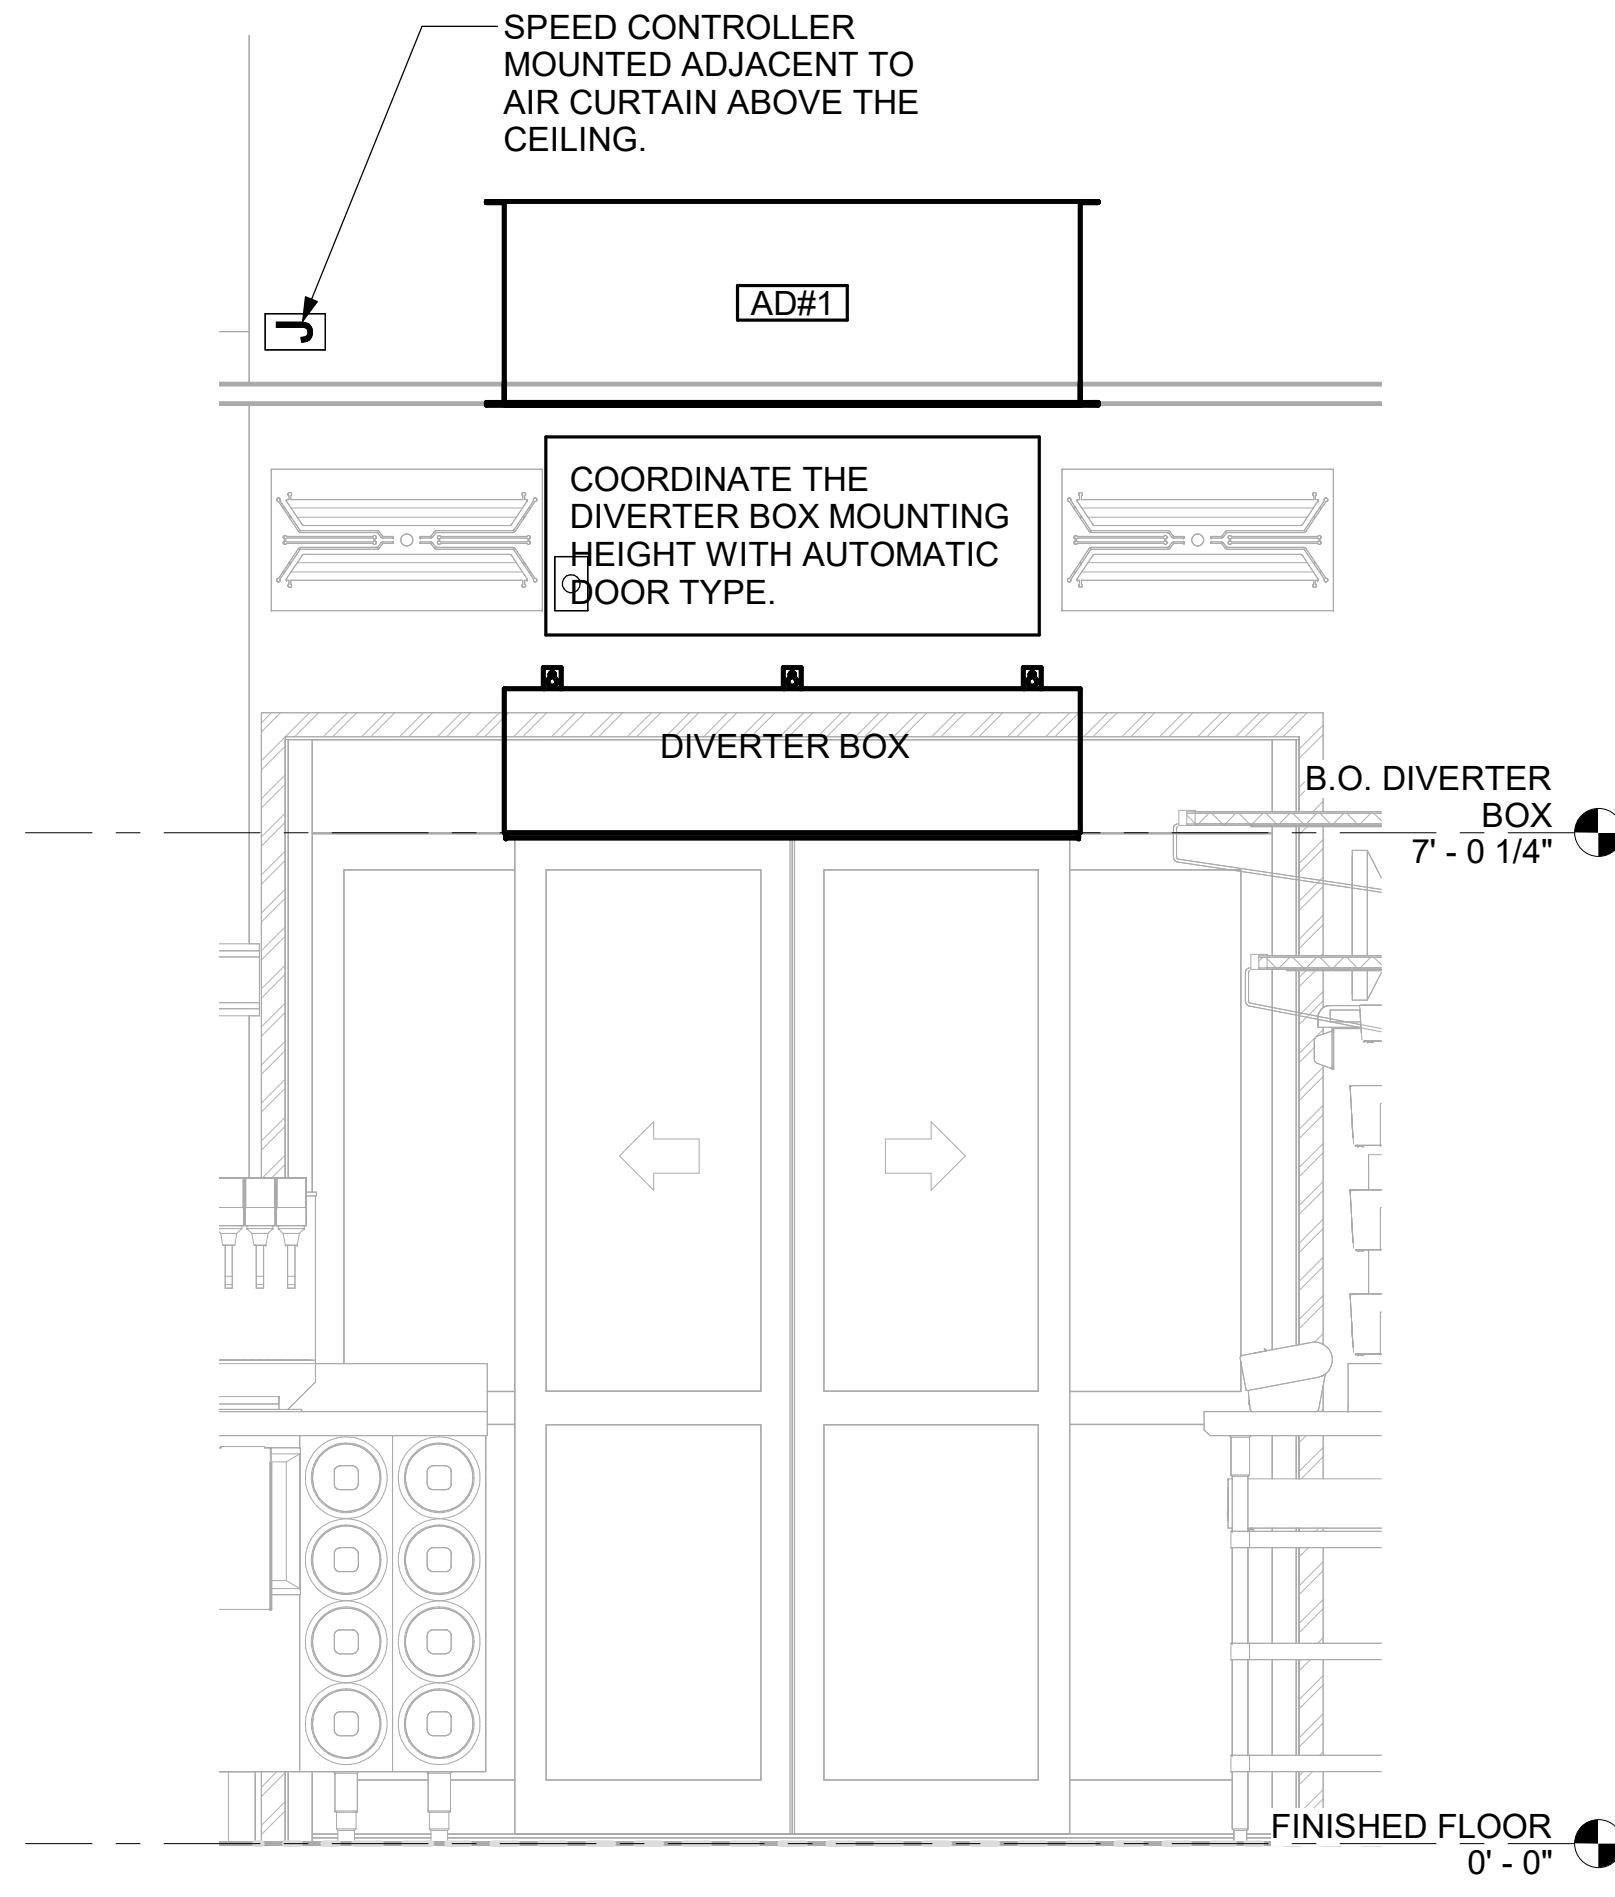 SPEED CONTROLLER
MOUNTED ADJACENT TO
AIR CURTAIN ABOVE THE
CEILING.
AD#1
J
COORDINATE THE
DIVERTER BOX MOUNTING
HEIGHT WITH AUTOMATIC
DOOR TYPE.
DIVERTER BOX
B.O. DIVERTER
BOX
7' - 0 1/4"
FINISHED FLOOR
0' - 0"